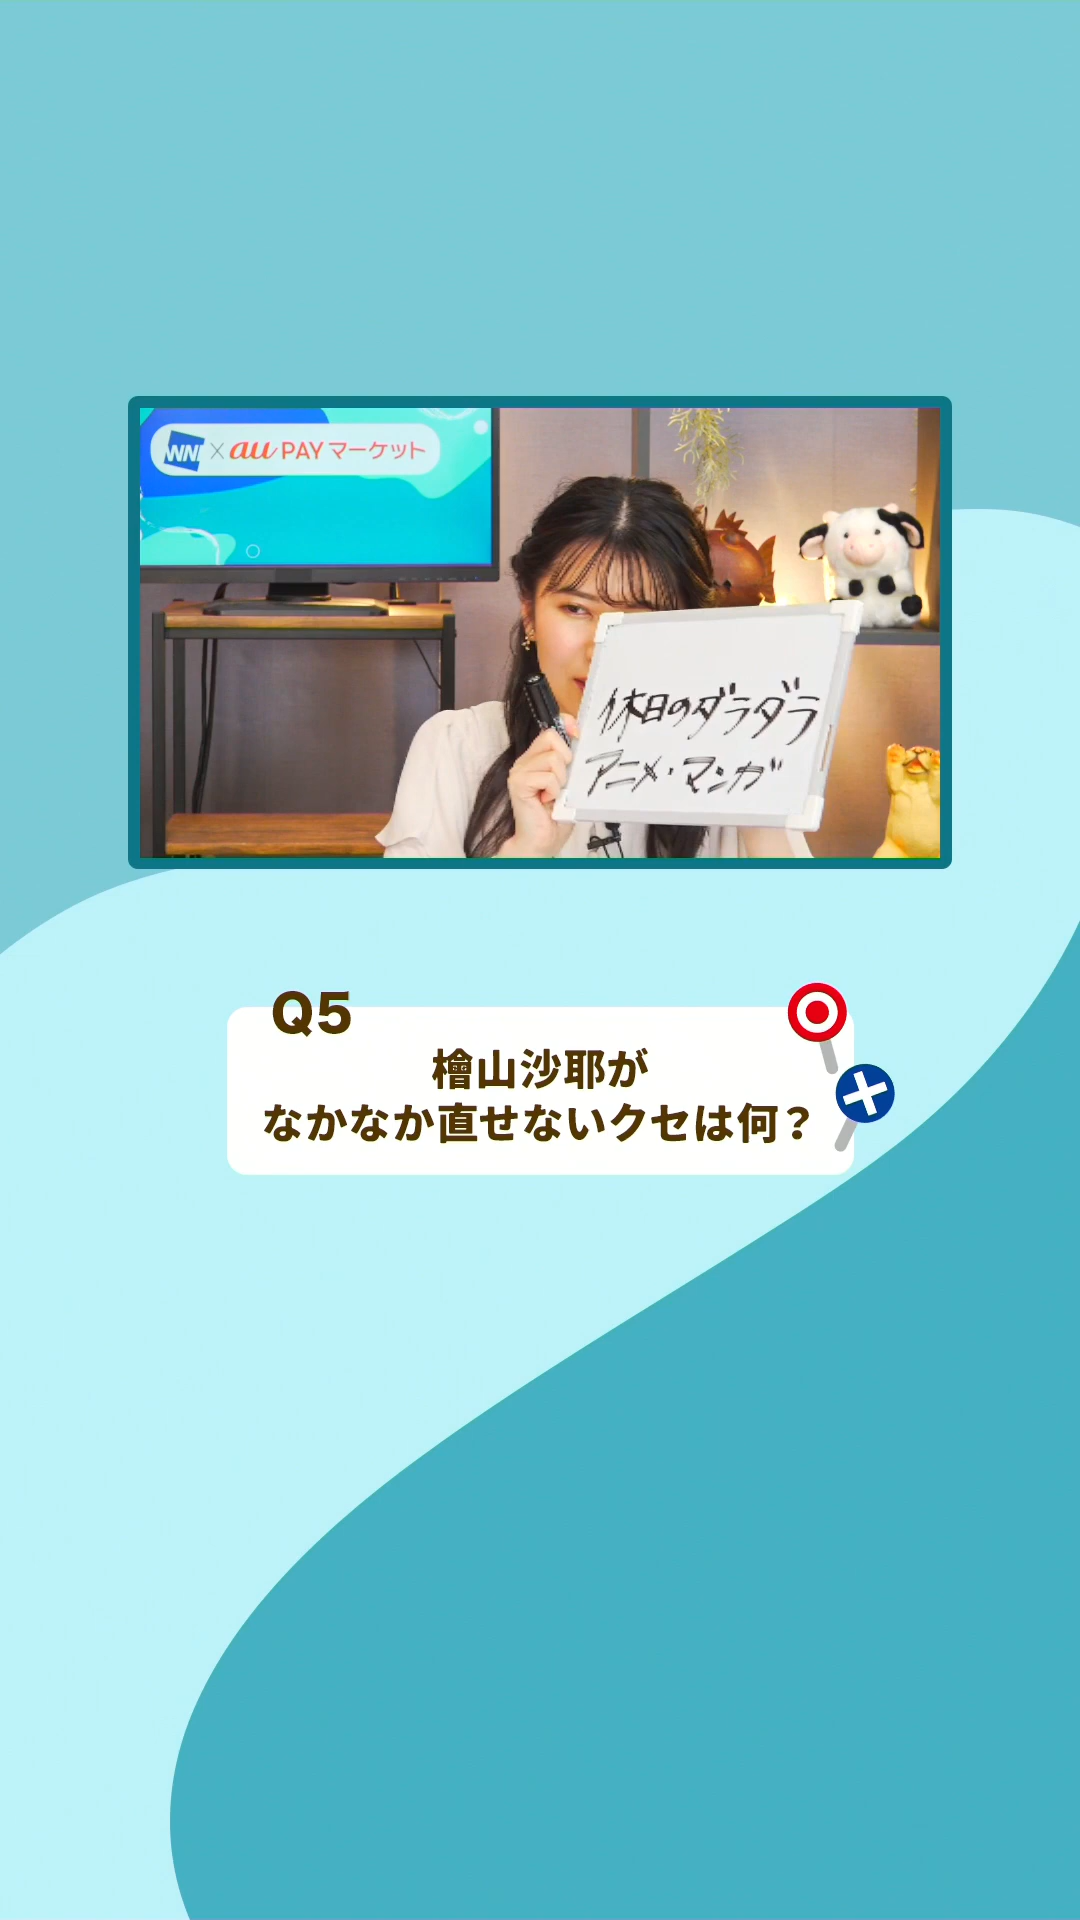 WNI×au PAY マーケット
休日のダラダラ
アニメ・マンガ
Q5
檜山沙耶が
なかなか直せないクセは何？